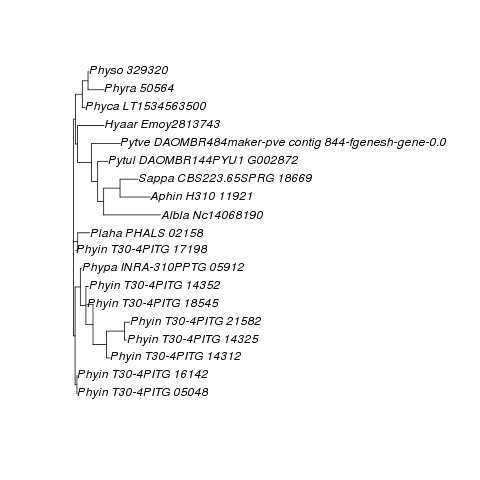 Physo 329320
Phyra 50564
Phyca LT1534563500
Hyaar Emoy2813743
Pytve DAOMBR484maker-pve contig 844-fgenesh-gene-0.0
Pytul DAOMBR144PYU1 G002872
Sappa CBS223.65SPRG 18669
Aphin H310 11921
Albla Nc14068190
Plaha PHALS 02158
Phyin T30-4PITG 17198
Phypa INRA-310PPTG 05912
Phyin T30-4PITG 14352
Phyin T30-4PITG 18545
Phyin T30-4PITG 21582
Phyin T30-4PITG 14325
Phyin T30-4PITG 14312
Phyin T30-4PITG 16142
Phyin T30-4PITG 05048